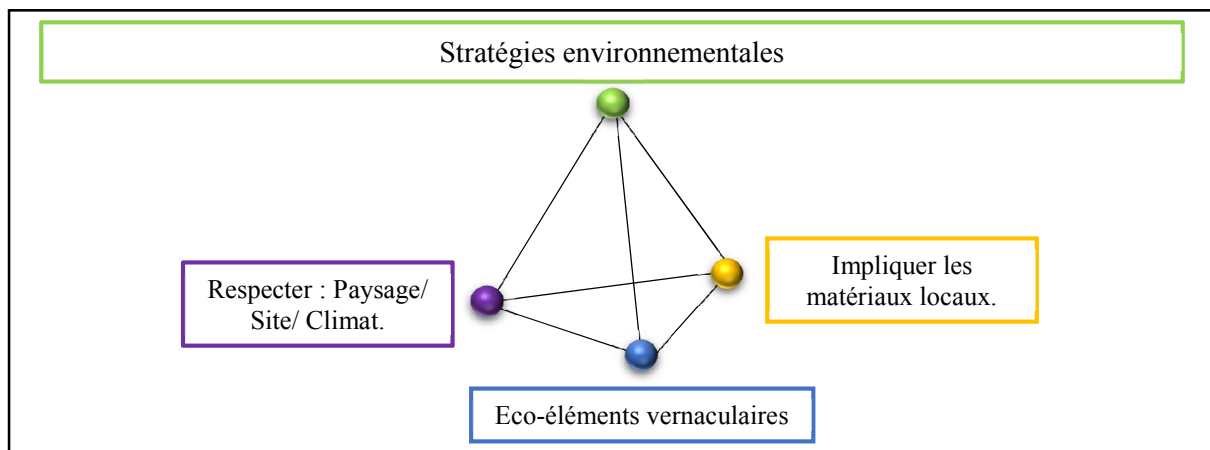 Stratégies environnementales
Respecter : Paysage/
Site/ Climat.
Impliquer les
matériaux locaux.
Eco-éléments vernaculaires